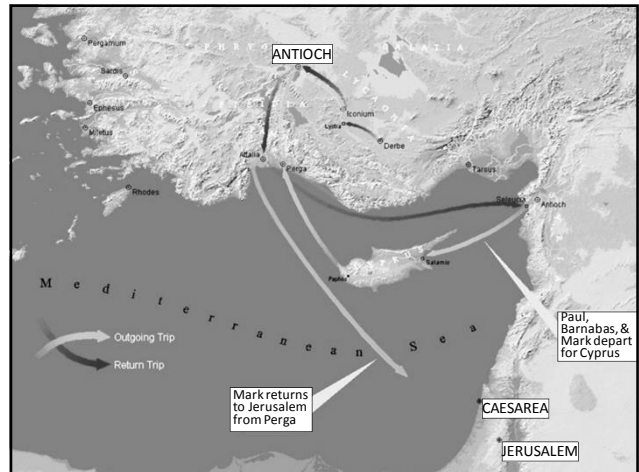 Pergamum
ANTIOCH
Sardis
Ephesus
Miletus
Iconium
Lystra
Derbe
Attalia
Perga
Tarsus
Rhodes
Seleucia
Antioch
CYPRUS
Salamis
Paphos
Mediterranean Sea
Outgoing Trip
Return Trip
Paul,
Barnabas, &
Mark depart
for Cyprus
Mark returns
to Jerusalem
from Perga
CAESAREA
JERUSALEM